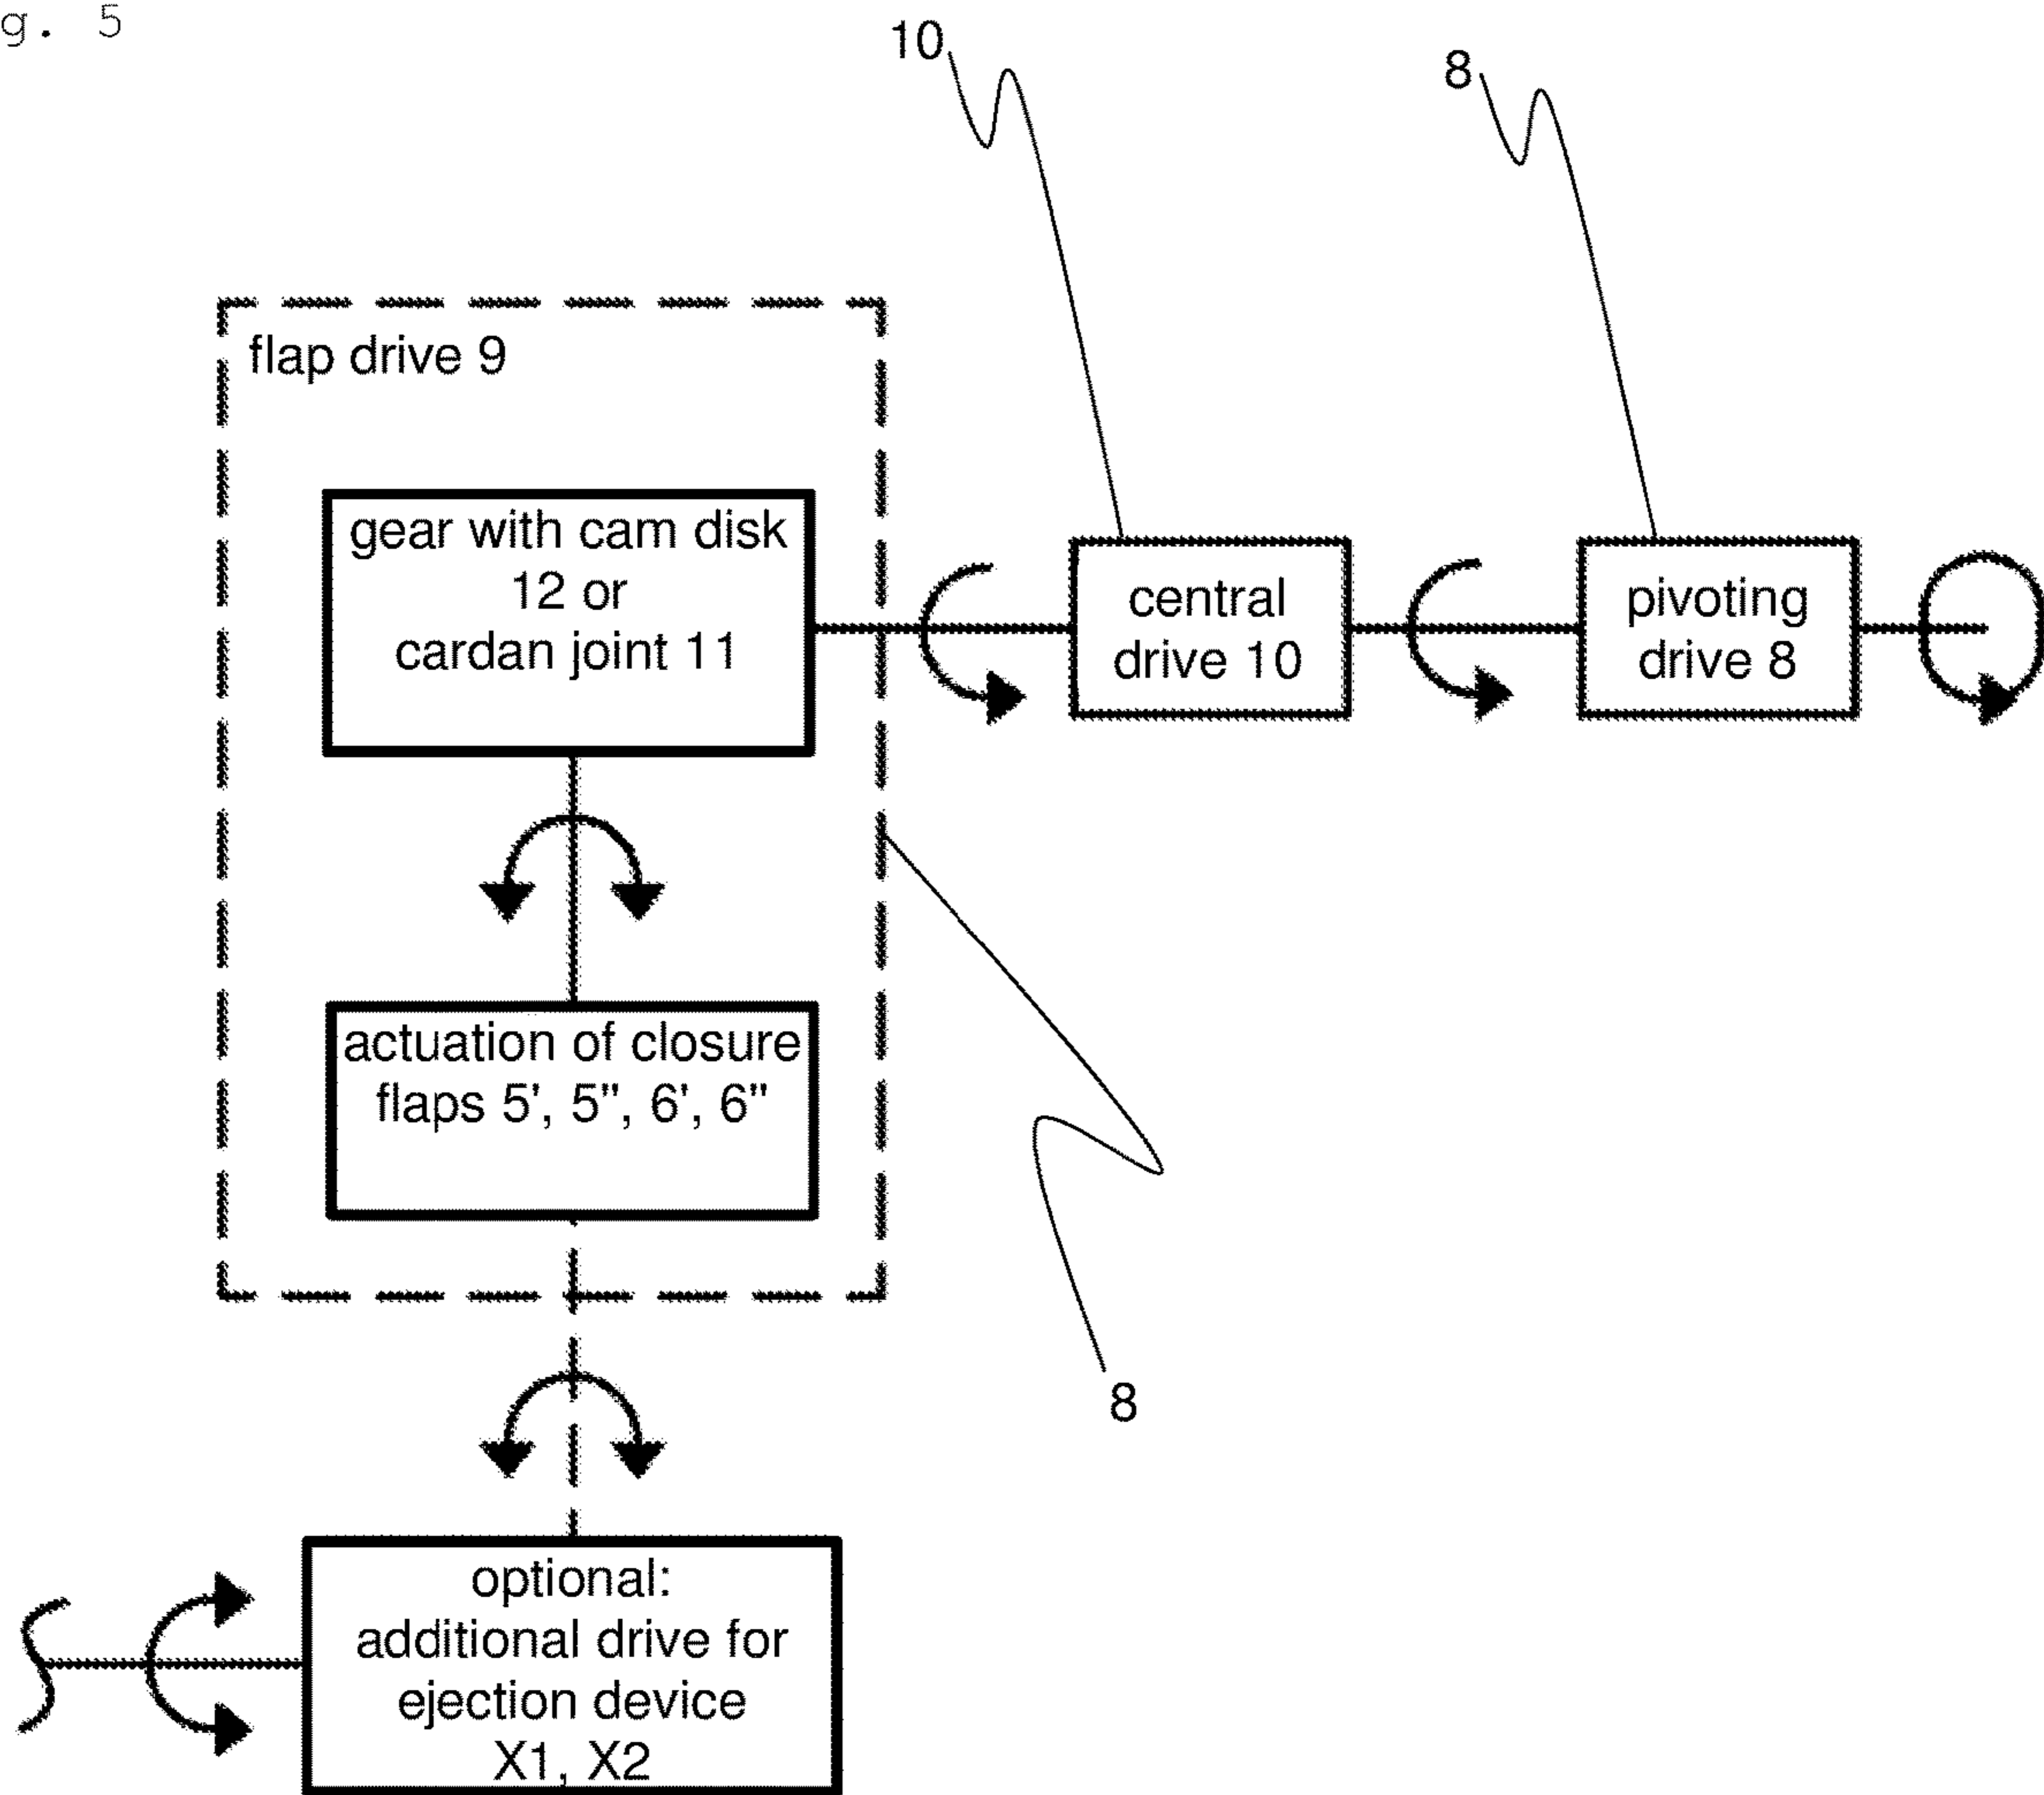 g. 5
10
8
flap drive 9
gear with cam disk
12 or
cardan joint 11
central
drive 10
pivoting
drive 8
actuation of closure
flaps 5', 5", 6', 6"
8
optional:
additional drive for
ejection device
X1, X2